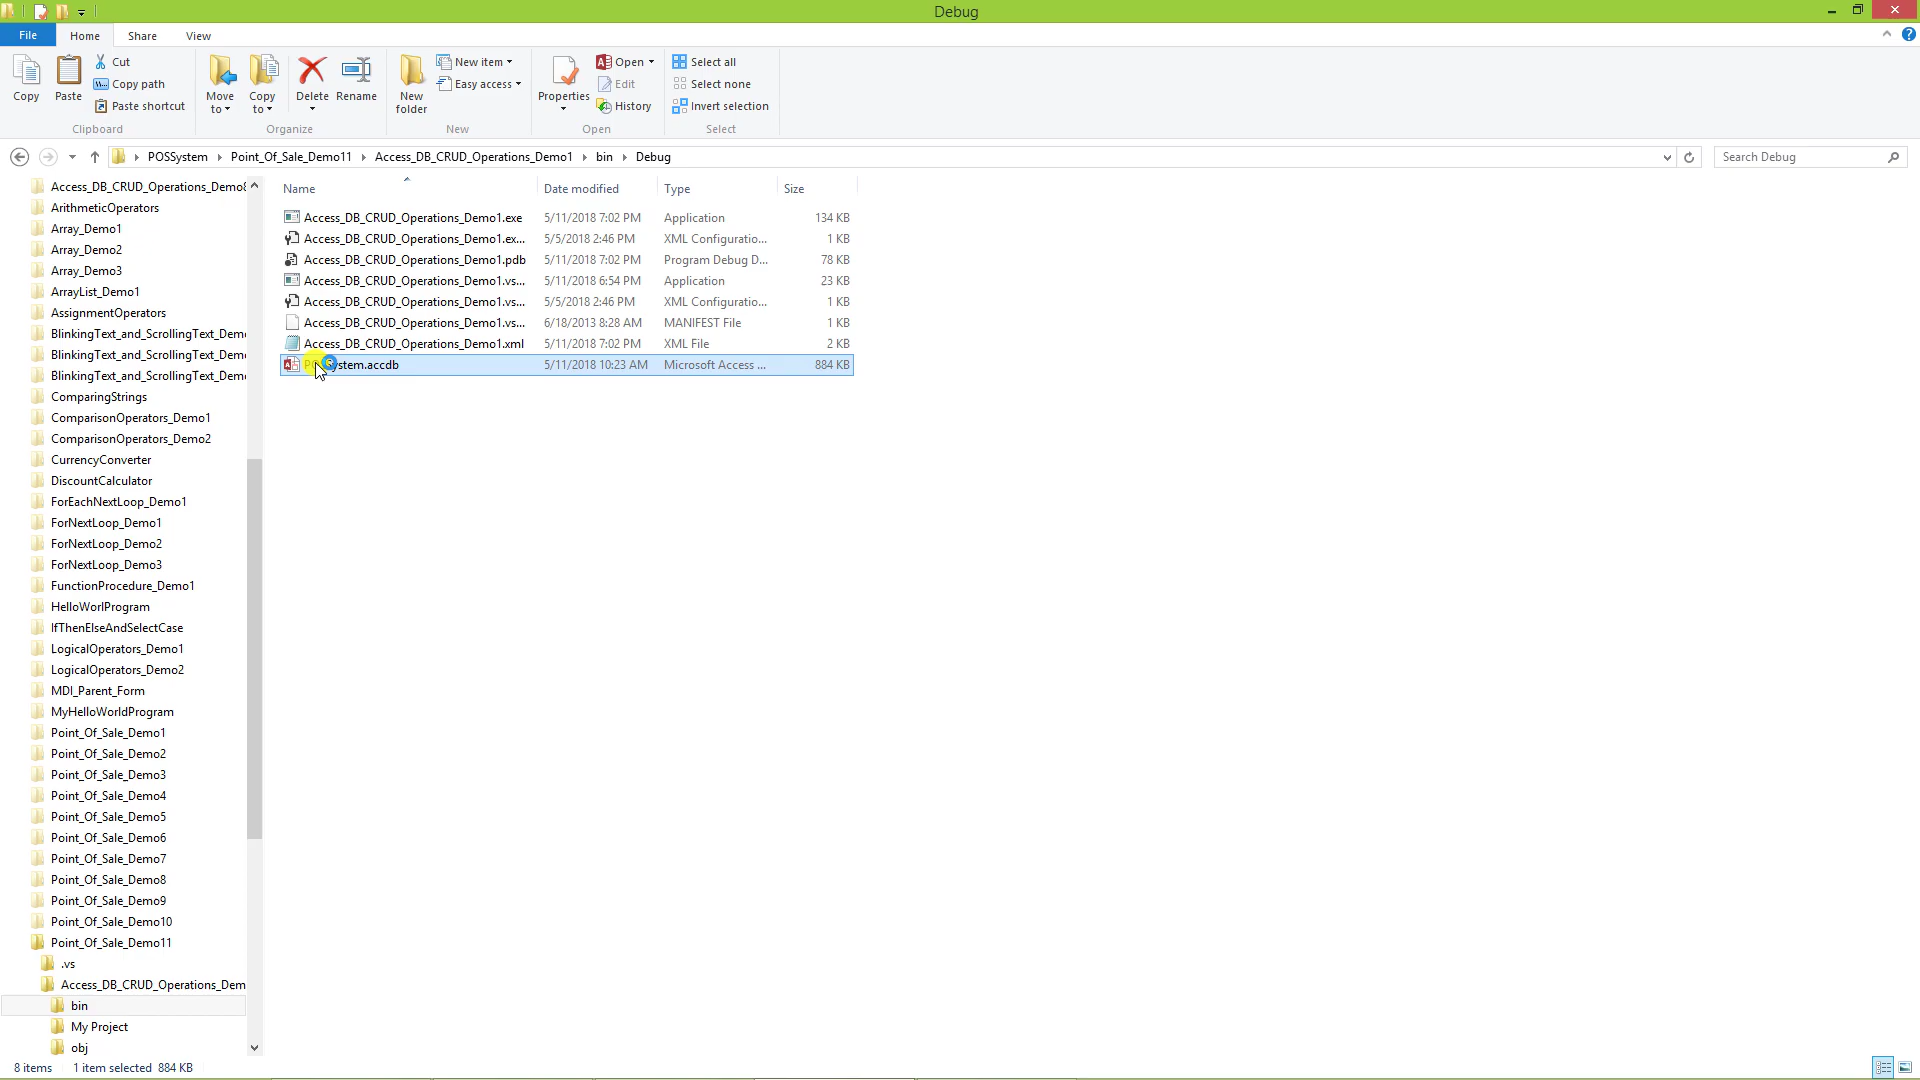 Debug
File Home Share View
Copy
Paste
Cut
Copy path
Paste shortcut
Clipboard
Move to
Copy to
Delete
Rename
Organize
New folder
New item
Easy access
New
Properties
Open
Edit
History
Open
Select all
Select none
Invert selection
Select
POSSystem Point_Of_Sale_Demo11 Access_DB_CRUD_Operations_Demo1 bin Debug
Search Debug
Access_DB_CRUD_Operations_Demo8
ArithmeticOperators
Array_Demo1
Array_Demo2
Array_Demo3
ArrayList_Demo1
AssignmentOperators
BlinkingText_and_ScrollingText_Demo
BlinkingText_and_ScrollingText_Demo
BlinkingText_and_ScrollingText_Demo
ComparingStrings
ComparisonOperators_Demo1
ComparisonOperators_Demo2
CurrencyConverter
DiscountCalculator
ForEachNextLoop_Demo1
ForNextLoop_Demo1
ForNextLoop_Demo2
ForNextLoop_Demo3
FunctionProcedure_Demo1
HelloWorlProgram
IfThenElseAndSelectCase
LogicalOperators_Demo1
LogicalOperators_Demo2
MDI_Parent_Form
MyHelloWorldProgram
Point_Of_Sale_Demo1
Point_Of_Sale_Demo2
Point_Of_Sale_Demo3
Point_Of_Sale_Demo4
Point_Of_Sale_Demo5
Point_Of_Sale_Demo6
Point_Of_Sale_Demo7
Point_Of_Sale_Demo8
Point_Of_Sale_Demo9
Point_Of_Sale_Demo10
Point_Of_Sale_Demo11
.vs
Access_DB_CRUD_Operations_Dem
bin
My Project
obj
Name Date modified Type Size
Access_DB_CRUD_Operations_Demo1.exe 5/11/2018 7:02 PM Application 134 KB
Access_DB_CRUD_Operations_Demo1.ex... 5/5/2018 2:46 PM XML Configuratio... 1 KB
Access_DB_CRUD_Operations_Demo1.pdb 5/11/2018 7:02 PM Program Debug D... 78 KB
Access_DB_CRUD_Operations_Demo1.vs... 5/11/2018 6:54 PM Application 23 KB
Access_DB_CRUD_Operations_Demo1.vs... 5/5/2018 2:46 PM XML Configuratio... 1 KB
Access_DB_CRUD_Operations_Demo1.vs... 6/18/2013 8:28 AM MANIFEST File 1 KB
Access_DB_CRUD_Operations_Demo1.xml 5/11/2018 7:02 PM XML File 2 KB
5/11/2018 10:23 AM Microsoft Access ... 884 KB
8 items 1 item selected 884 KB